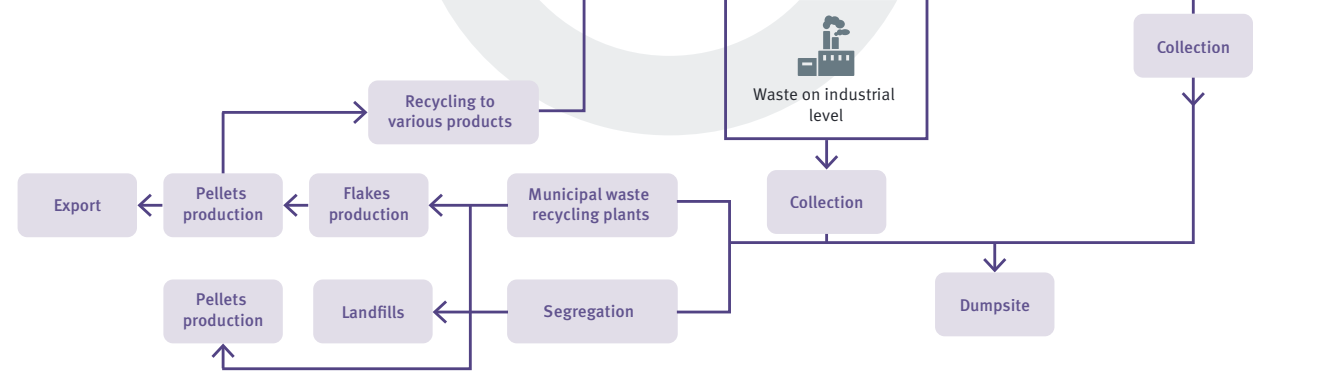 Collection
Waste on industrial
level
Recycling to
various products
Export
Pellets
production
Flakes
production
Municipal waste
recycling plants
Collection
Pellets
production
Landfills
Segregation
Dumpsite